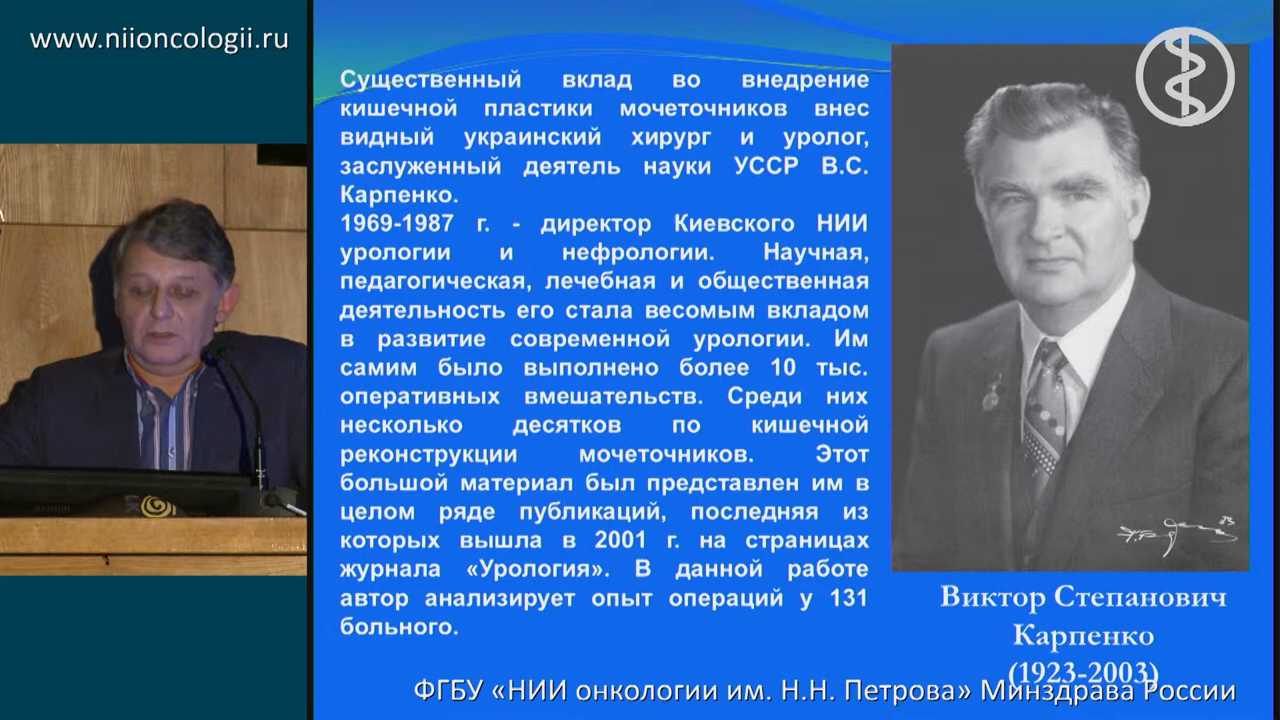 www.niioncologii.ru
Существенный вклад во внедрение
кишечной пластики мочеточников внес
видный украинский хирург и уролог,
заслуженный деятель науки УССР В.С.
Карпенко.
1969-1987 г. - директор Киевского НИИ
урологии и нефрологии. Научная,
педагогическая, лечебная и общественная
деятельность его стала весомым вкладом
в развитие современной урологии. Им
самим было выполнено более 10 тыс.
оперативных вмешательств. Среди них
несколько десятков по кишечной
реконструкции мочеточников. Этот
большой материал был представлен им в
целом ряде публикаций, последняя из
которых вышла в 2001 г. на страницах
журнала «Урология». В данной работе
автор анализирует опыт операций у 131
больного.
Виктор Степанович
Карпенко
(1923-2003)
ФГБУ «НИИ онкологии им. Н.Н. Петрова» Минздрава России